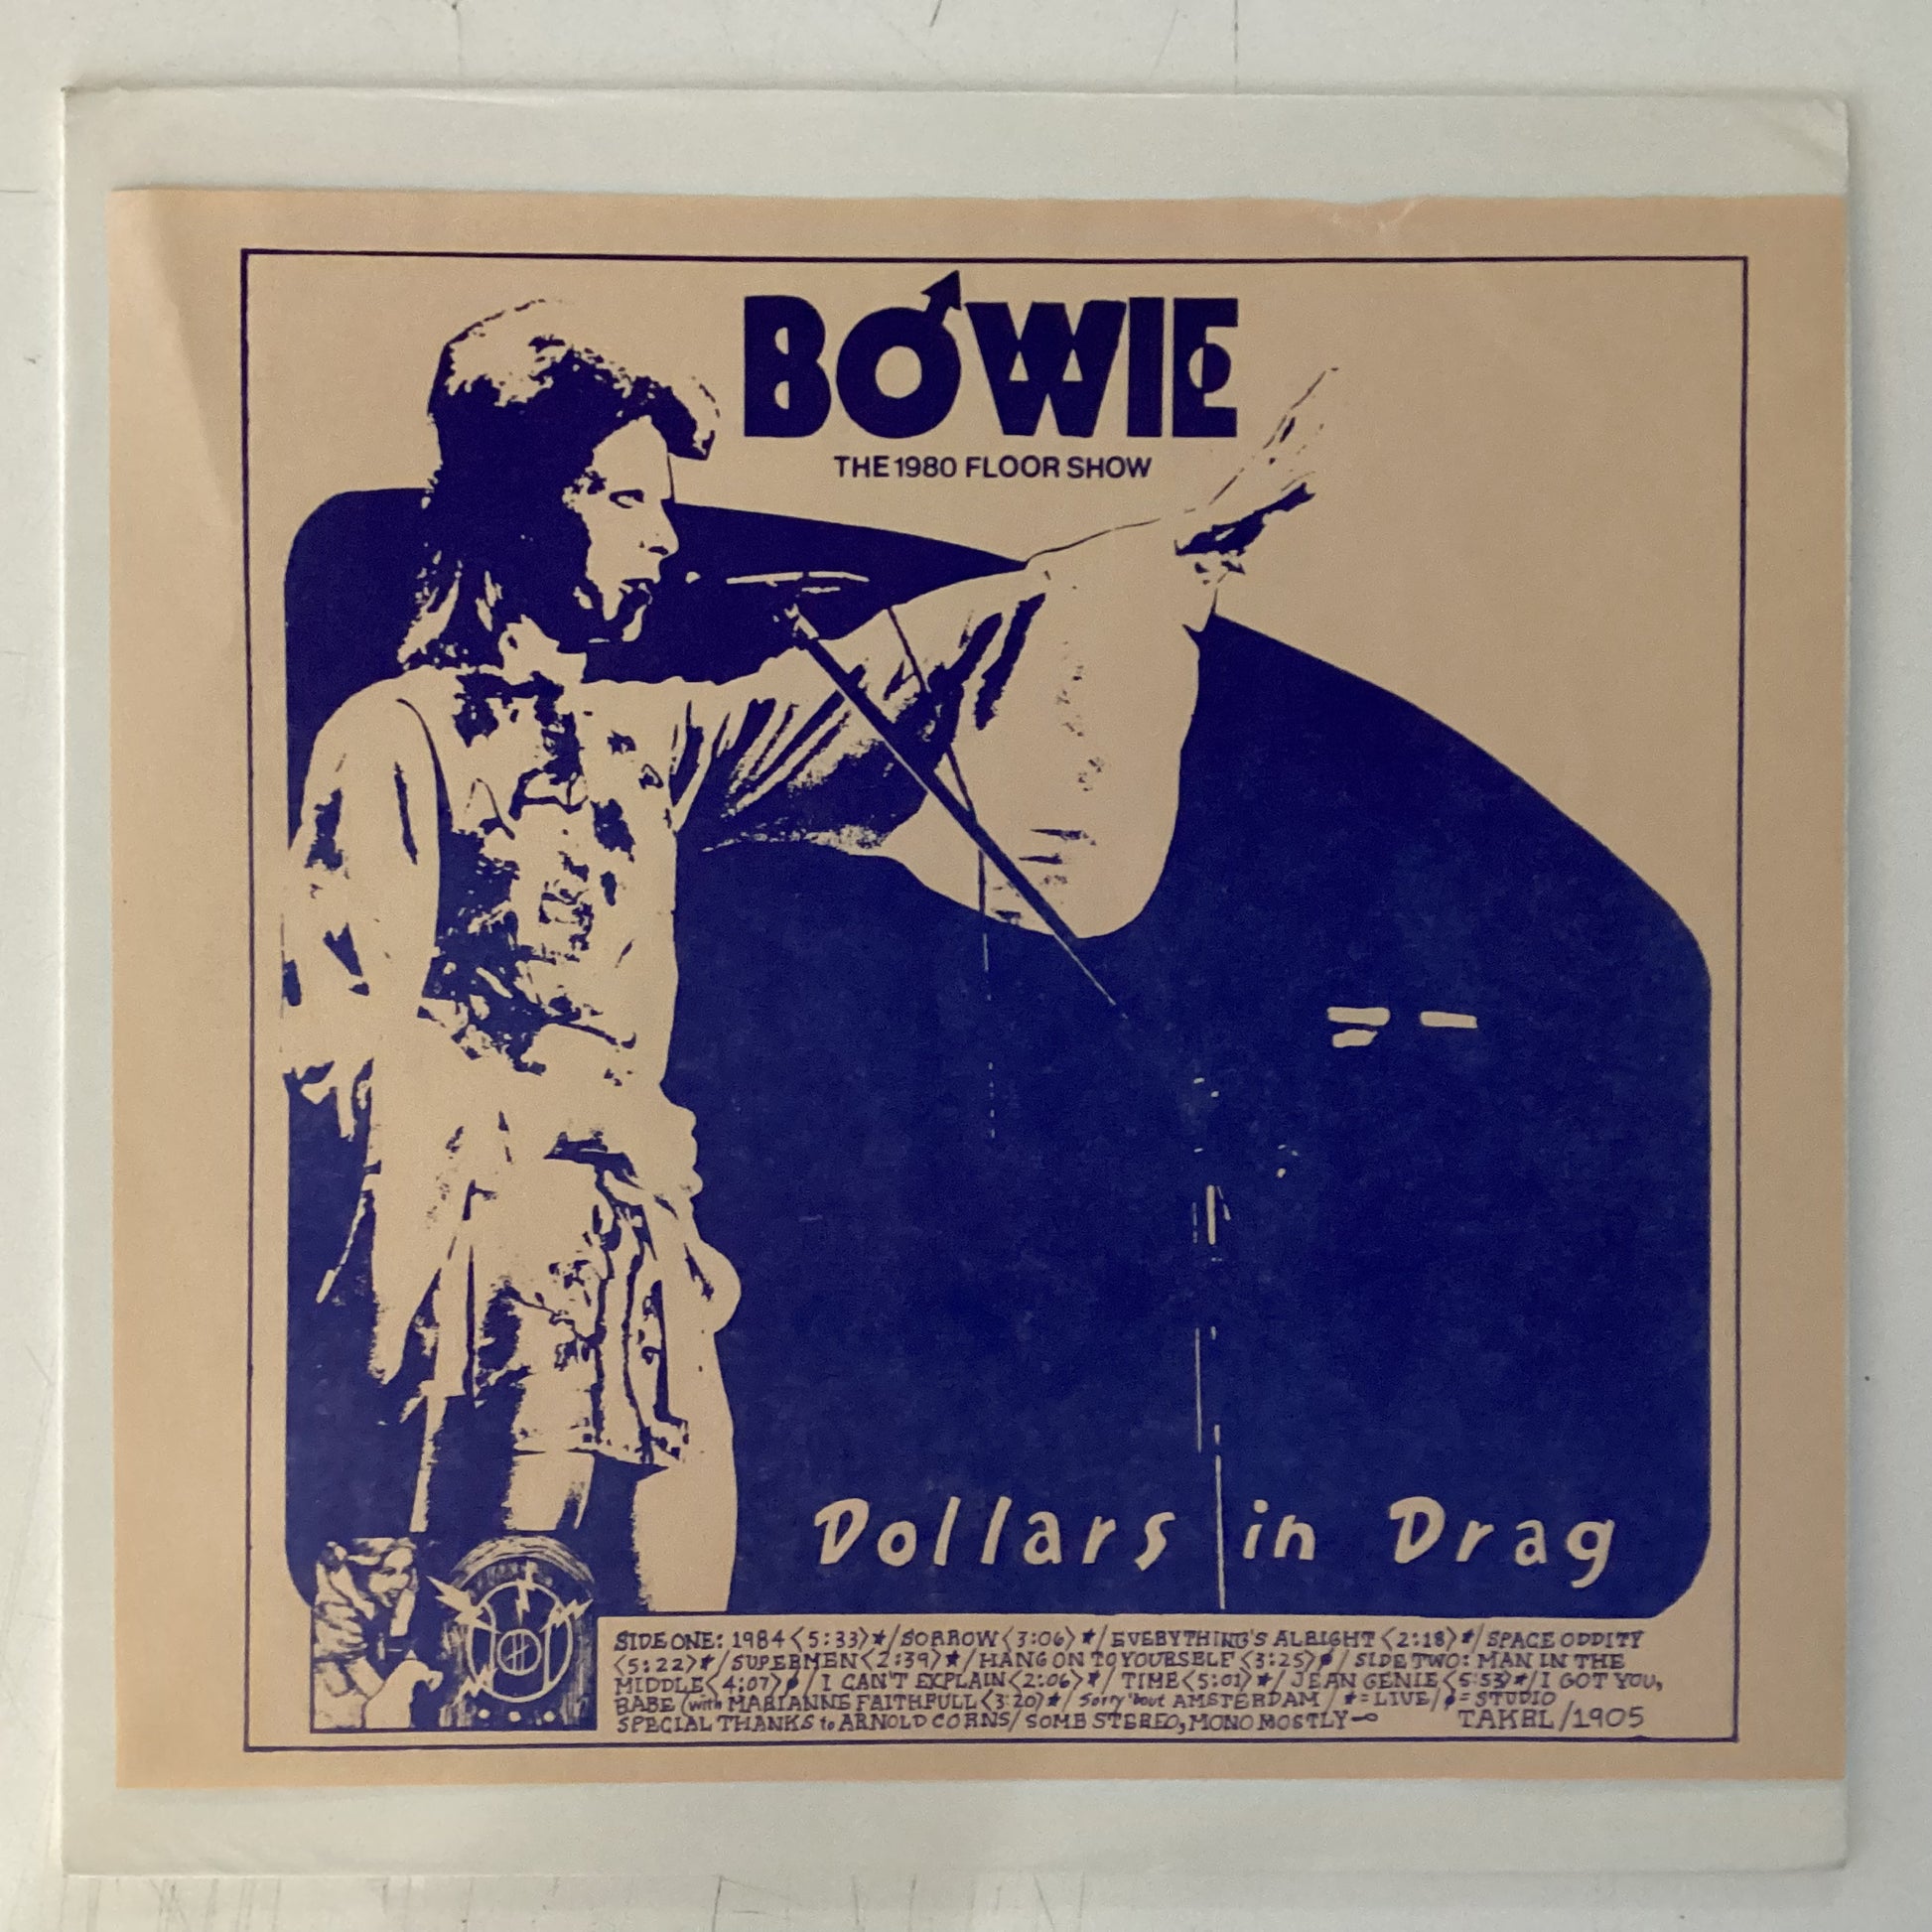 BOWIE
THE 1980 FLOOR SHOW
Dollars in Drag
SIDE ONE: 1984 <5:33>★/SORROW <3:06>★/EVERYTHING'S ALRIGHT <2:18>★/SPACE ODDITY
<5:22>★/SUPERMEN <2:39>★/HANG ON TO YOURSELF <3:25>/SIDE TWO: MAN IN THE
MIDDLE <4:07>/I CAN'T EXPLAIN <2:06>★/TIME <5:01>★/JEAN GENIE <5:53>★/I GOT YOU,
BABE (with MARIANNE FAITHFULL <3:20>★/Sorry 'bout AMSTERDAM/★=LIVE/ = STUDIO
SPECIAL THANKS to ARNOLD CORNS/SOME STEREO, MONO MOSTLY TAKRL/1905